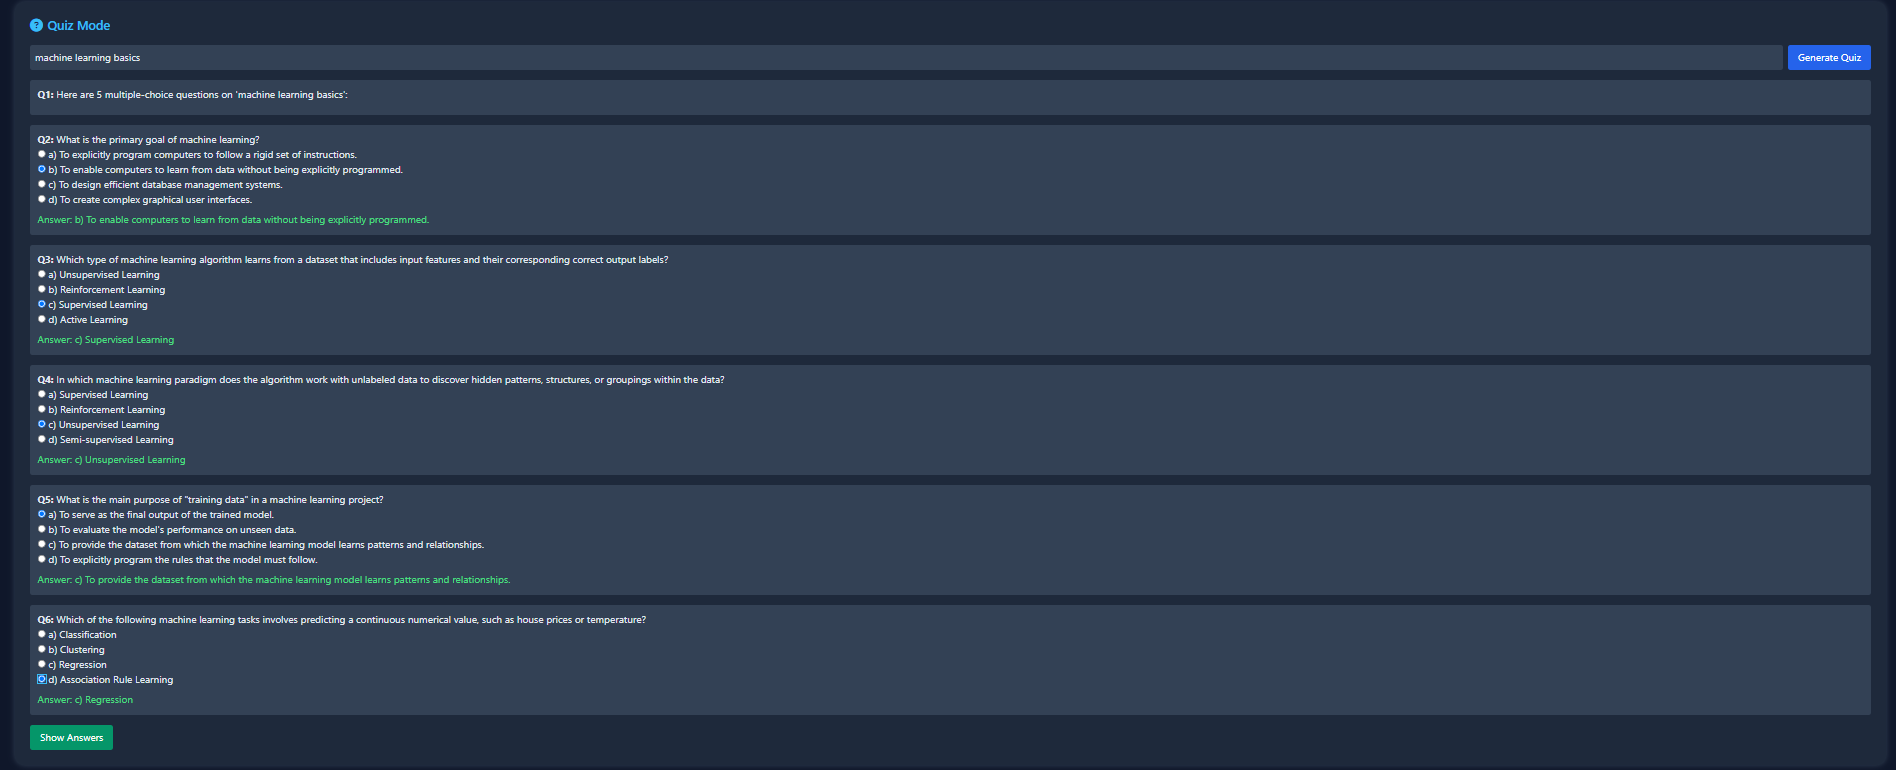 ? Quiz Mode
machine learning basics
Generate Quiz
Q1: Here are 5 multiple-choice questions on 'machine learning basics':
Q2: What is the primary goal of machine learning?
a) To explicitly program computers to follow a rigid set of instructions.
b) To enable computers to learn from data without being explicitly programmed.
c) To design efficient database management systems.
d) To create complex graphical user interfaces.
Answer: b) To enable computers to learn from data without being explicitly programmed.
Q3: Which type of machine learning algorithm learns from a dataset that includes input features and their corresponding correct output labels?
a) Unsupervised Learning
b) Reinforcement Learning
c) Supervised Learning
d) Active Learning
Answer: c) Supervised Learning
Q4: In which machine learning paradigm does the algorithm work with unlabeled data to discover hidden patterns, structures, or groupings within the data?
a) Supervised Learning
b) Reinforcement Learning
c) Unsupervised Learning
d) Semi-supervised Learning
Answer: c) Unsupervised Learning
Q5: What is the main purpose of "training data" in a machine learning project?
a) To serve as the final output of the trained model.
b) To evaluate the model's performance on unseen data.
c) To provide the dataset from which the machine learning model learns patterns and relationships.
d) To explicitly program the rules that the model must follow.
Answer: c) To provide the dataset from which the machine learning model learns patterns and relationships.
Q6: Which of the following machine learning tasks involves predicting a continuous numerical value, such as house prices or temperature?
a) Classification
b) Clustering
c) Regression
d) Association Rule Learning
Answer: c) Regression
Show Answers